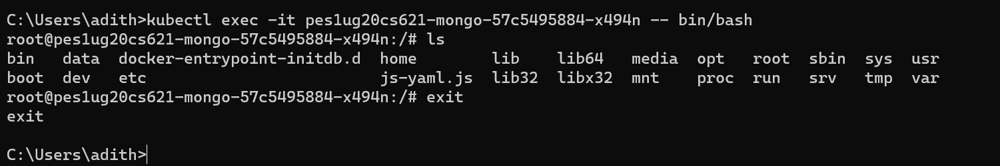 C:\Users\adith>kubectl exec -it pes1ug20cs621-mongo-57c5495884-x494n -- bin/bash
root@pes1ug20cs621-mongo-57c5495884-x494n:/# ls
bin   data  docker-entrypoint-initdb.d  home        lib    lib64   media  opt   root  sbin  sys  usr
boot  dev   etc                         js-yaml.js  lib32  libx32  mnt    proc  run   srv   tmp  var
root@pes1ug20cs621-mongo-57c5495884-x494n:/# exit
exit
C:\Users\adith>